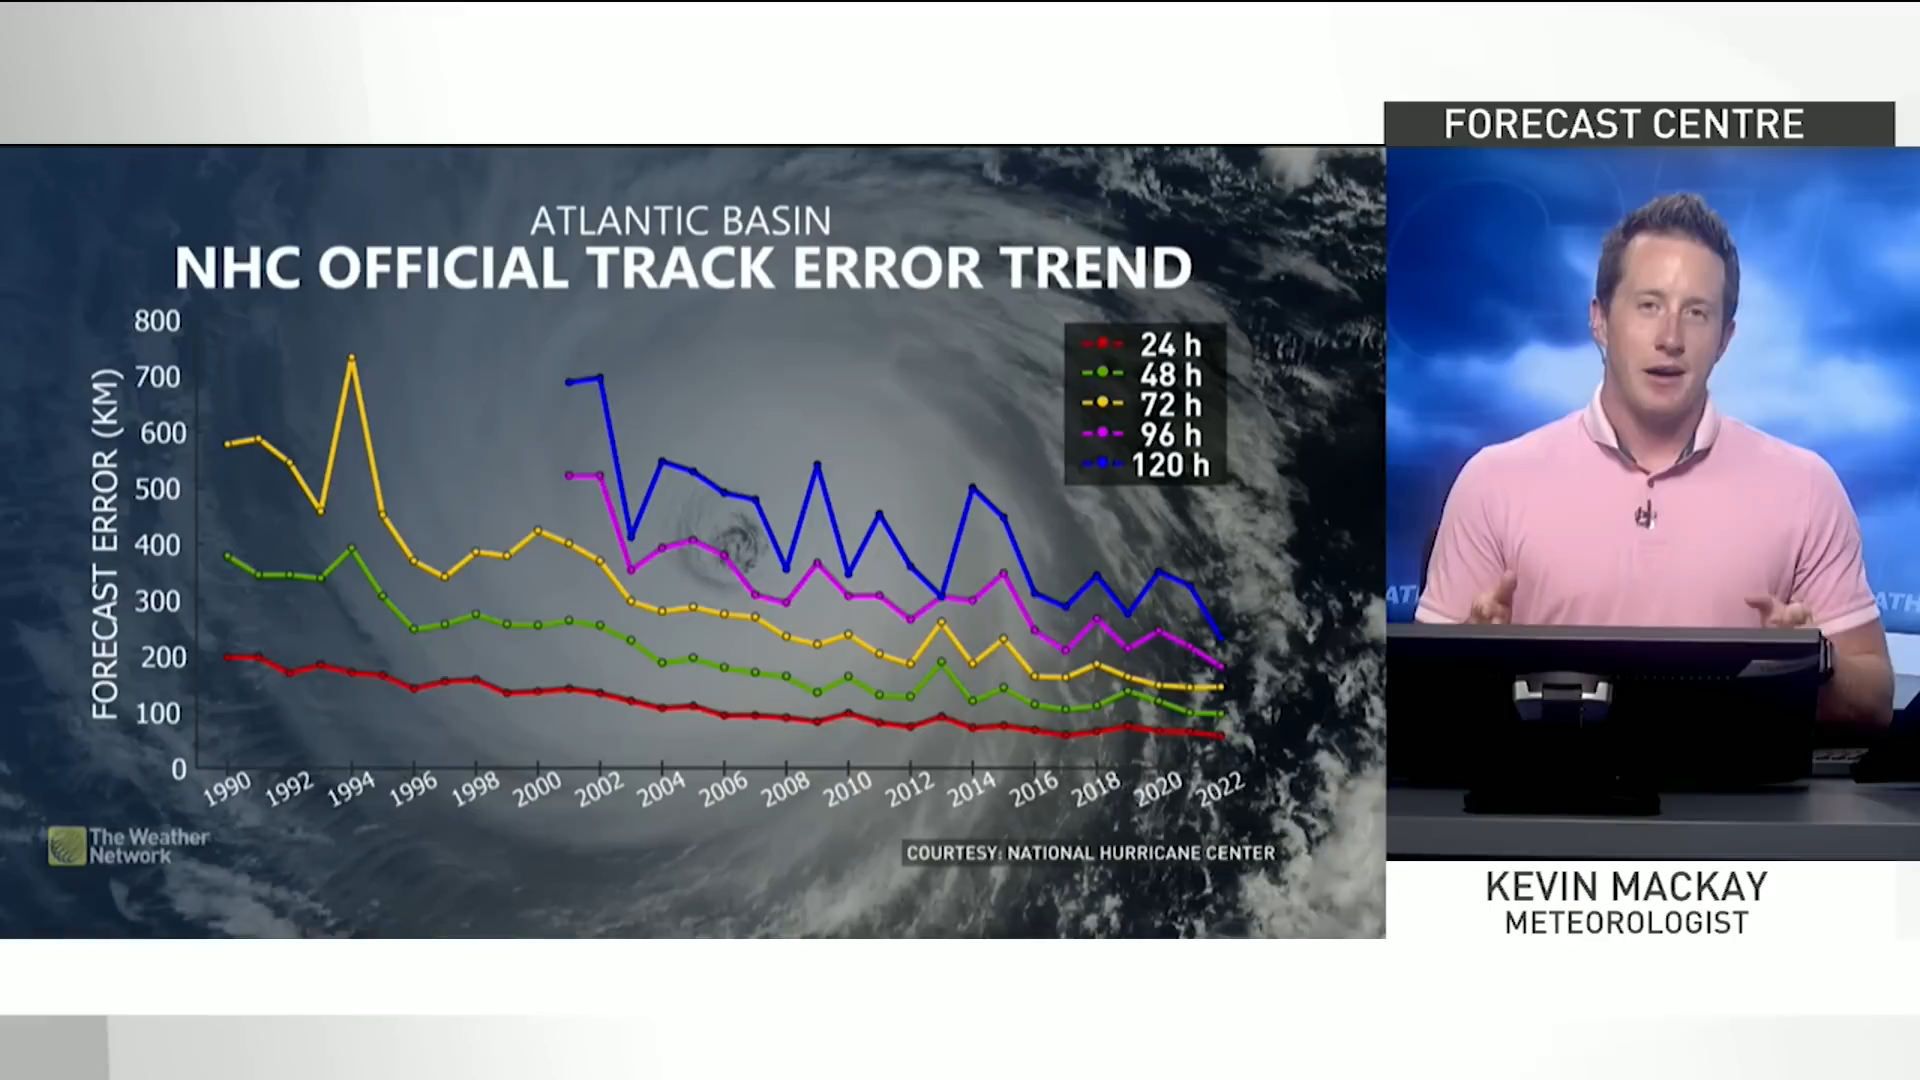 FORECAST CENTRE
ATLANTIC BASIN
NHC OFFICIAL TRACK ERROR TREND
FORECAST ERROR (KM)
800
700
600
500
400
300
200
100
0
1990 1992 1994 1996 1998 2000 2002 2004 2006 2008 2010 2012 2014 2016 2018 2020 2022
24 h
48 h
72 h
96 h
120 h
The Weather
Network
COURTESY: NATIONAL HURRICANE CENTER
KEVIN MACKAY
METEOROLOGIST